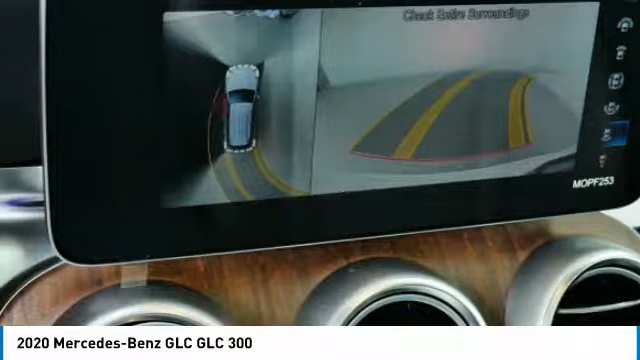 Check Entire Surroundings
MOPF253
2020 Mercedes-Benz GLC GLC 300